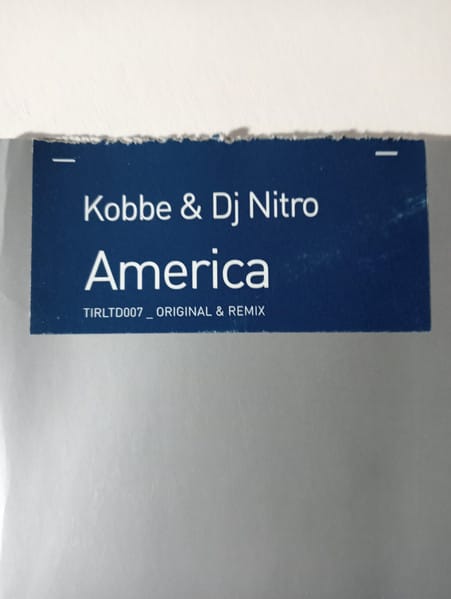 Kobbe & Dj Nitro
America
TIRLTD007 _ ORIGINAL & REMIX